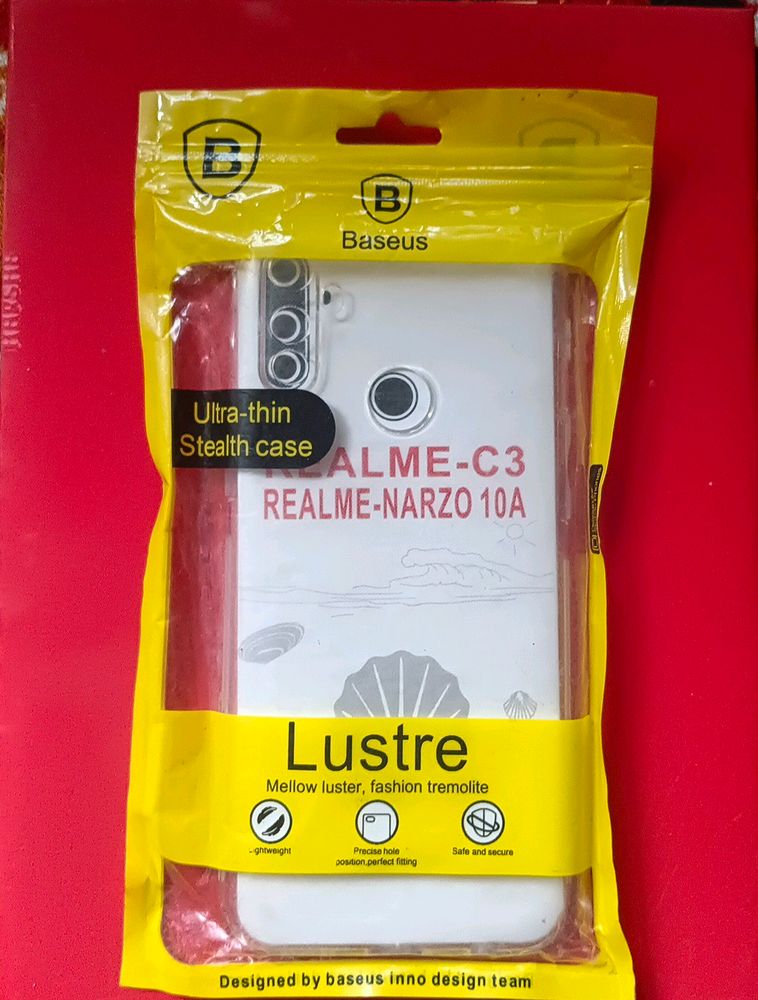 B
B
Baseus
Ultra-thin
Stealth case
REALME-C3
REALME-NARZO 10A
Lustre
Mellow luster, fashion tremolite
Lightweight
Precise hole
position,perfect fitting
Safe and secure
Designed by baseus inno design team